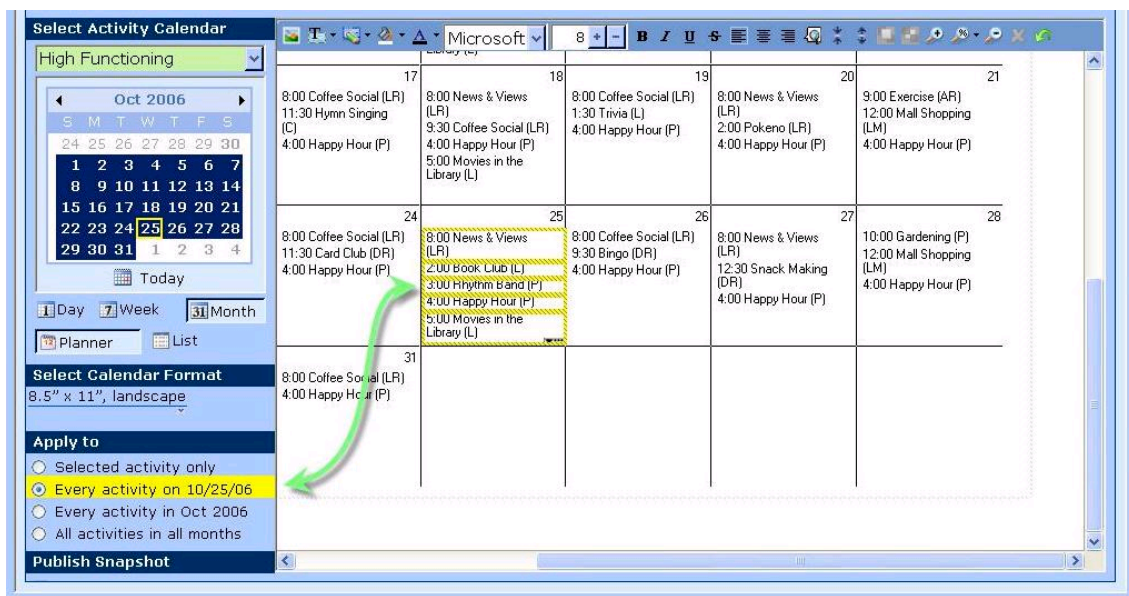 Select Activity Calendar
High Functioning
Oct 2006
S M T W T F S
24 25 26 27 28 29 30
1 2 3 4 5 6 7
8 9 10 11 12 13 14
15 16 17 18 19 20 21
22 23 24 25 26 27 28
29 30 31 1 2 3 4
Today
1 Day 7 Week 31 Month
Planner List
Select Calendar Format
8.5" x 11", landscape
Apply to
Selected activity only
Every activity on 10/25/06
Every activity in Oct 2006
All activities in all months
Publish Snapshot
T A Microsoft 8 + - B I U S
Library (L)
17
8:00 Coffee Social (LR)
11:30 Hymn Singing
(C)
4:00 Happy Hour (P)
18
8:00 News & Views
(LR)
9:30 Coffee Social (LR)
4:00 Happy Hour (P)
5:00 Movies in the
Library (L)
19
8:00 Coffee Social (LR)
1:30 Trivia (L)
4:00 Happy Hour (P)
20
8:00 News & Views
(LR)
2:00 Pokeno (LR)
4:00 Happy Hour (P)
21
9:00 Exercise (AR)
12:00 Mall Shopping
(LM)
4:00 Happy Hour (P)
24
8:00 Coffee Social (LR)
11:30 Card Club (DR)
4:00 Happy Hour (P)
25
8:00 News & Views
(LR)
2:00 Book Club (L)
3:00 Rhythm Band (P)
4:00 Happy Hour (P)
5:00 Movies in the
Library (L)
26
8:00 Coffee Social (LR)
9:30 Bingo (DR)
4:00 Happy Hour (P)
27
8:00 News & Views
(LR)
12:30 Snack Making
(DR)
4:00 Happy Hour (P)
28
10:00 Gardening (P)
12:00 Mall Shopping
(LM)
4:00 Happy Hour (P)
31
8:00 Coffee Social (LR)
4:00 Happy Hour (P)